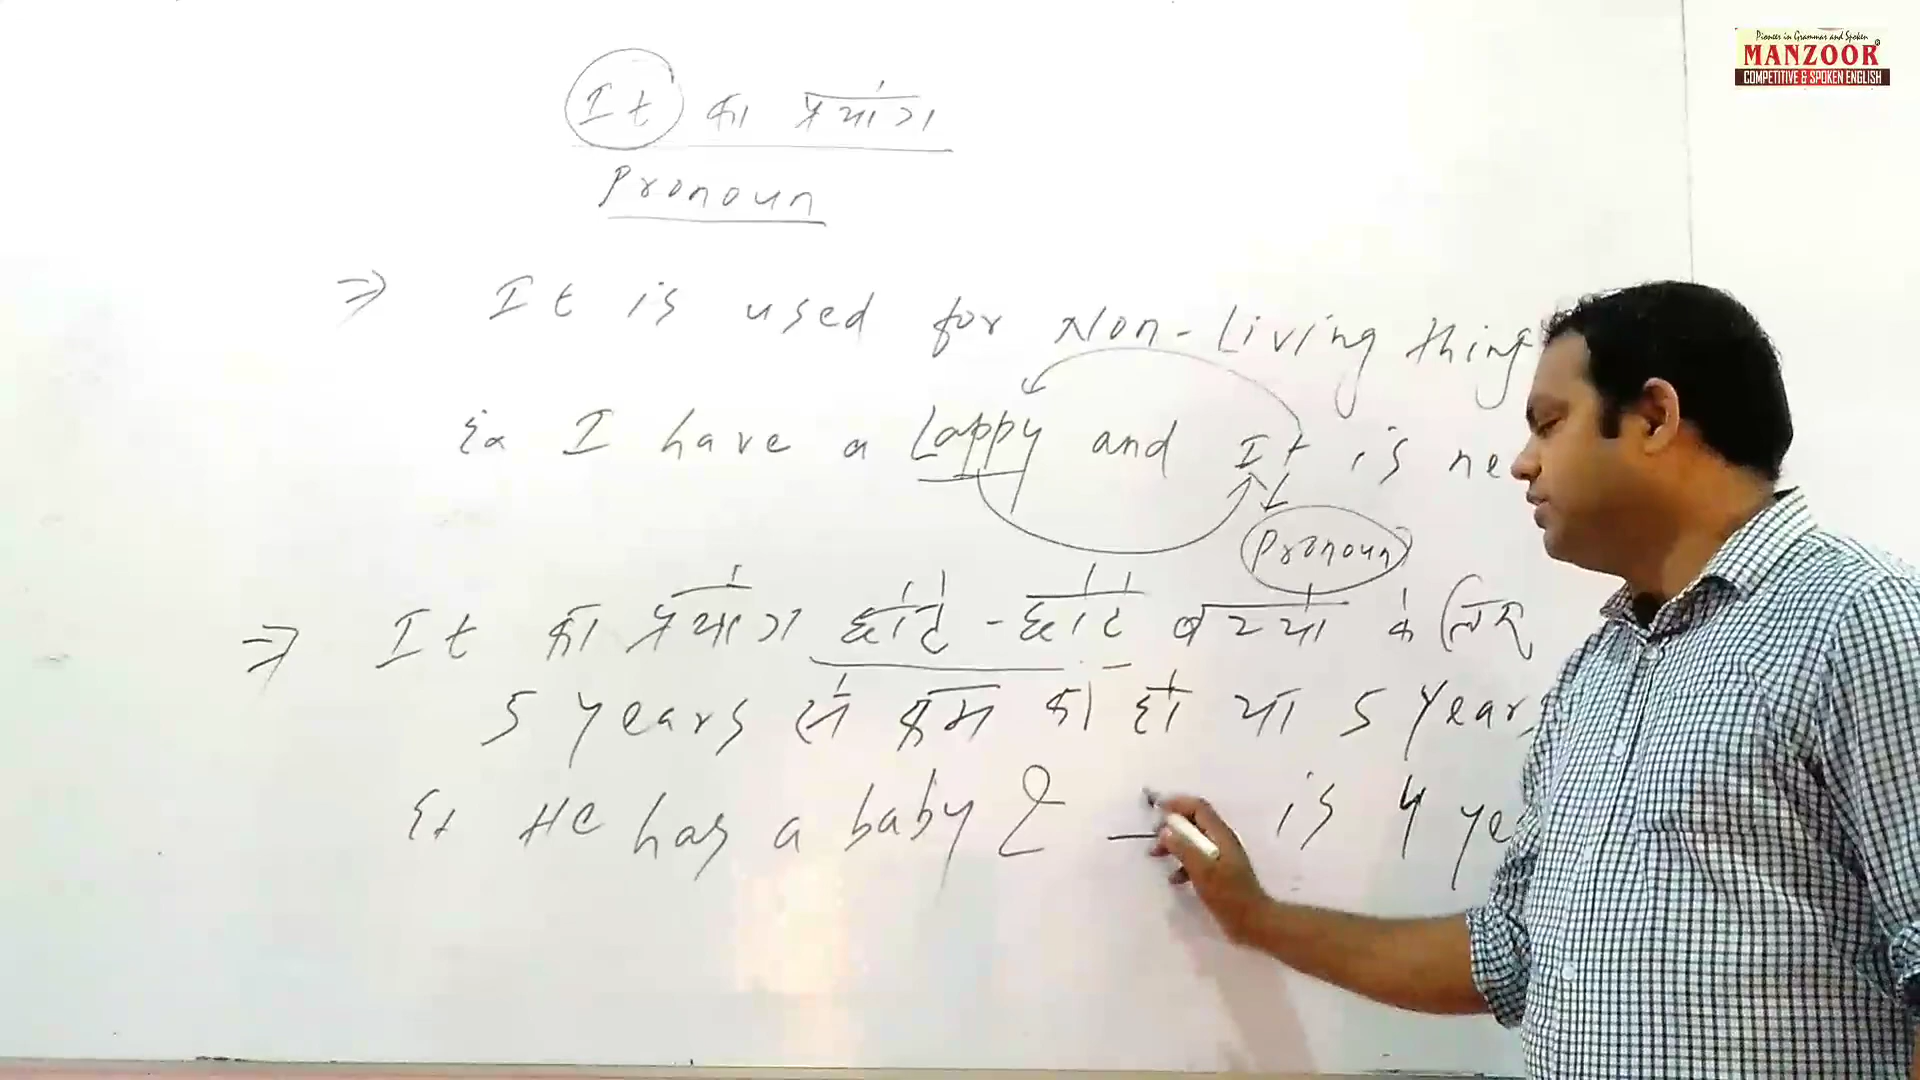 It का प्रयोग
Pronoun
⇒ It is used for Non-Living thing
Ex I have a Lappy and It is ne
Pronoun
⇒ It का प्रयोग छोटे-छोटे बच्चों के लिए
5 years से कम का हो या 5 years
Ex He has a baby & __ is 4 ye
Pioneer in Grammar and Spoken
MANZOOR®
COMPETITIVE & SPOKEN ENGLISH